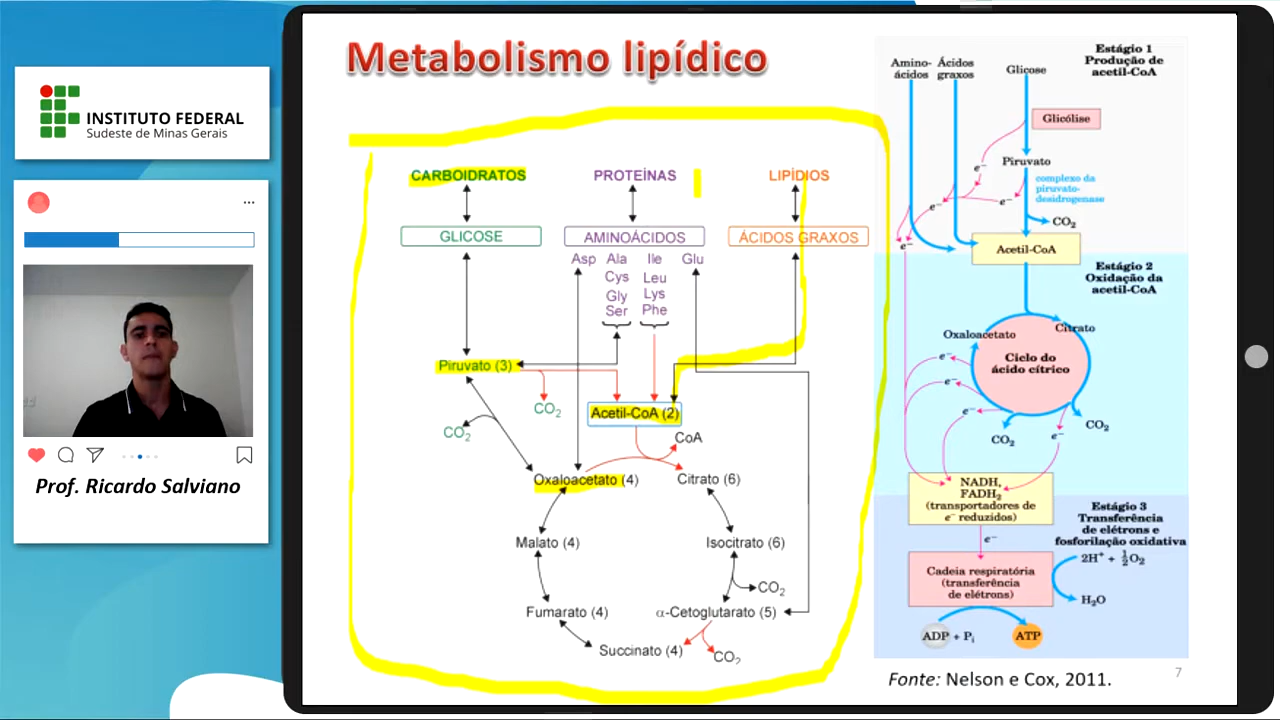 Metabolismo lipídico
INSTITUTO FEDERAL
Sudeste de Minas Gerais
Prof. Ricardo Salviano
CARBOIDRATOS
PROTEÍNAS
LIPÍDIOS
GLICOSE
AMINOÁCIDOS
ÁCIDOS GRAXOS
Asp Ala Ile Glu
Cys Leu
Gly Lys
Ser Phe
Piruvato (3)
CO2
Acetil-CoA (2)
CO2
CoA
Oxaloacetato (4)
Citrato (6)
Malato (4)
Isocitrato (6)
CO2
Fumarato (4)
α-Cetoglutarato (5)
Succinato (4)
CO2
Estágio 1
Produção de
acetil-CoA
Amino-
ácidos
Ácidos
graxos
Glicose
Glicólise
Piruvato
e−
complexo da
piruvato-
desidrogenase
e−
e−
CO2
e−
Acetil-CoA
Estágio 2
Oxidação da
acetil-CoA
Oxaloacetato
Citrato
Ciclo do
ácido cítrico
e−
e−
e−
e−
CO2
CO2
NADH,
FADH2
(transportadores de
e− reduzidos)
Estágio 3
Transferência
de elétrons e
fosforilação oxidativa
e−
2H+ + ½O2
Cadeia respiratória
(transferência
de elétrons)
H2O
ADP + Pi
ATP
Fonte: Nelson e Cox, 2011.
7